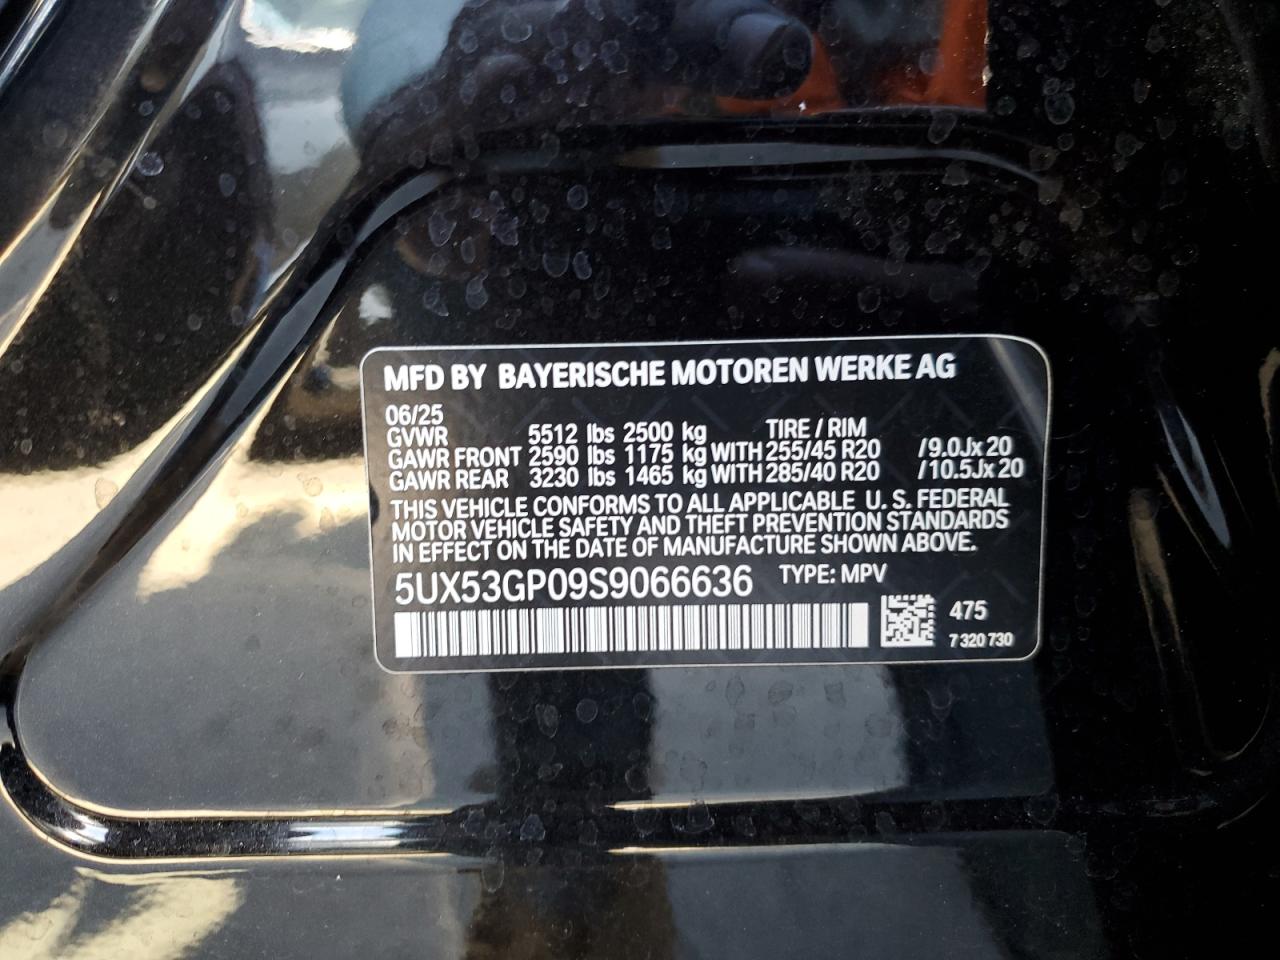 MFD BY BAYERISCHE MOTOREN WERKE AG
06/25
GVWR 5512 lbs 2500 kg TIRE / RIM
GAWR FRONT 2590 lbs 1175 kg WITH 255/45 R20 /9.0Jx20
GAWR REAR 3230 lbs 1465 kg WITH 285/40 R20 /10.5Jx20
THIS VEHICLE CONFORMS TO ALL APPLICABLE U. S. FEDERAL
MOTOR VEHICLE SAFETY AND THEFT PREVENTION STANDARDS
IN EFFECT ON THE DATE OF MANUFACTURE SHOWN ABOVE.
5UX53GP09S9066636 TYPE: MPV
475
7 320 730